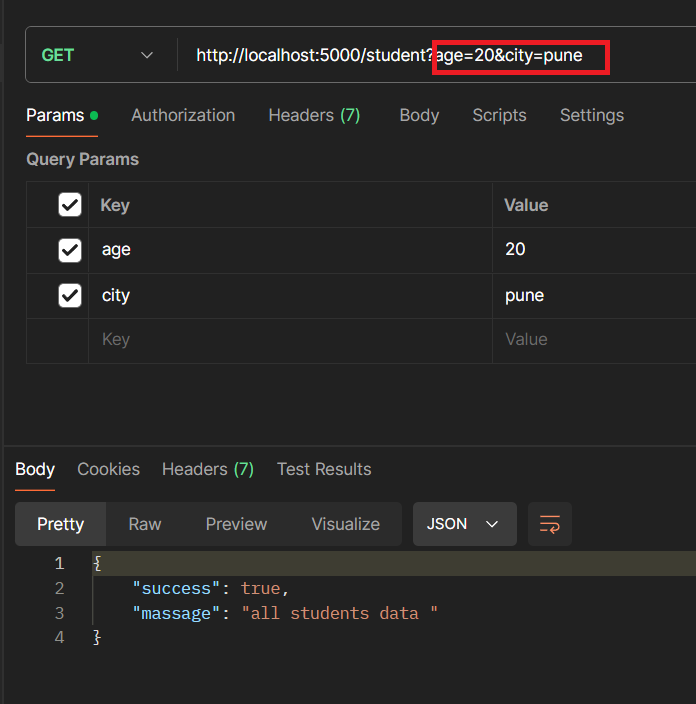 GET http://localhost:5000/student?age=20&city=pune
Params Authorization Headers (7) Body Scripts Settings
Query Params
Key Value
age 20
city pune
Key Value
Body Cookies Headers (7) Test Results
Pretty Raw Preview Visualize JSON
1 {
2 "success": true,
3 "massage": "all students data "
4 }